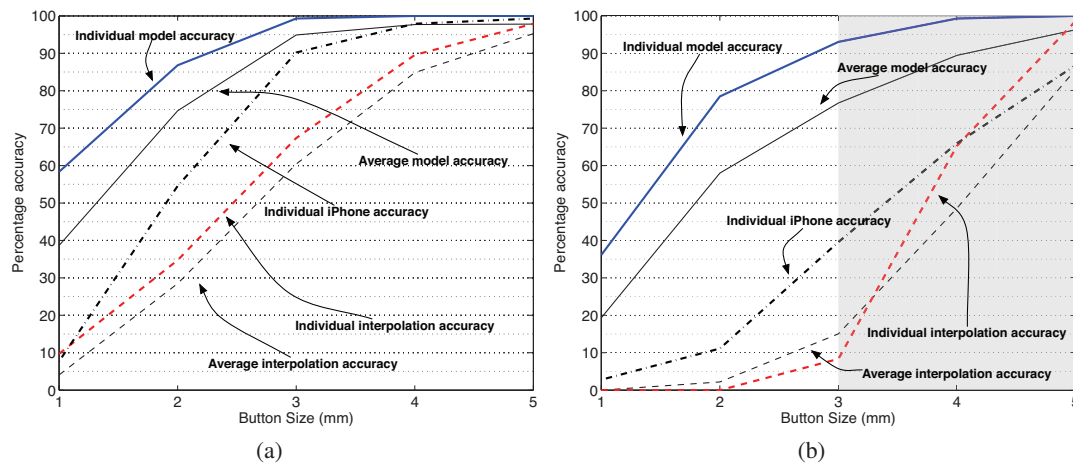 100
90
80
70
60
50
40
30
20
10
0
Percentage accuracy
Individual model accuracy
Average model accuracy
Individual iPhone accuracy
Individual interpolation accuracy
Average interpolation accuracy
1 2 3 4 5
Button Size (mm)
(a)
100
90
80
70
60
50
40
30
20
10
0
Percentage accuracy
Individual model accuracy
Average model accuracy
Individual iPhone accuracy
Individual interpolation accuracy
Average interpolation accuracy
1 2 3 4 5
Button Size (mm)
(b)